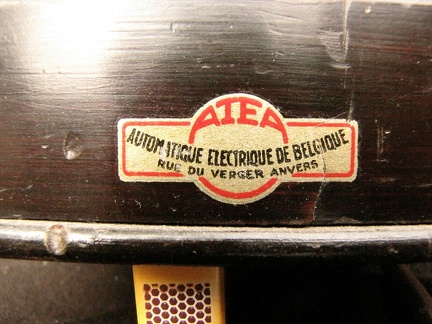 ATEA
AUTOMATIQUE ELECTRIQUE DE BELGIQUE
RUE DU VERGER ANVERS